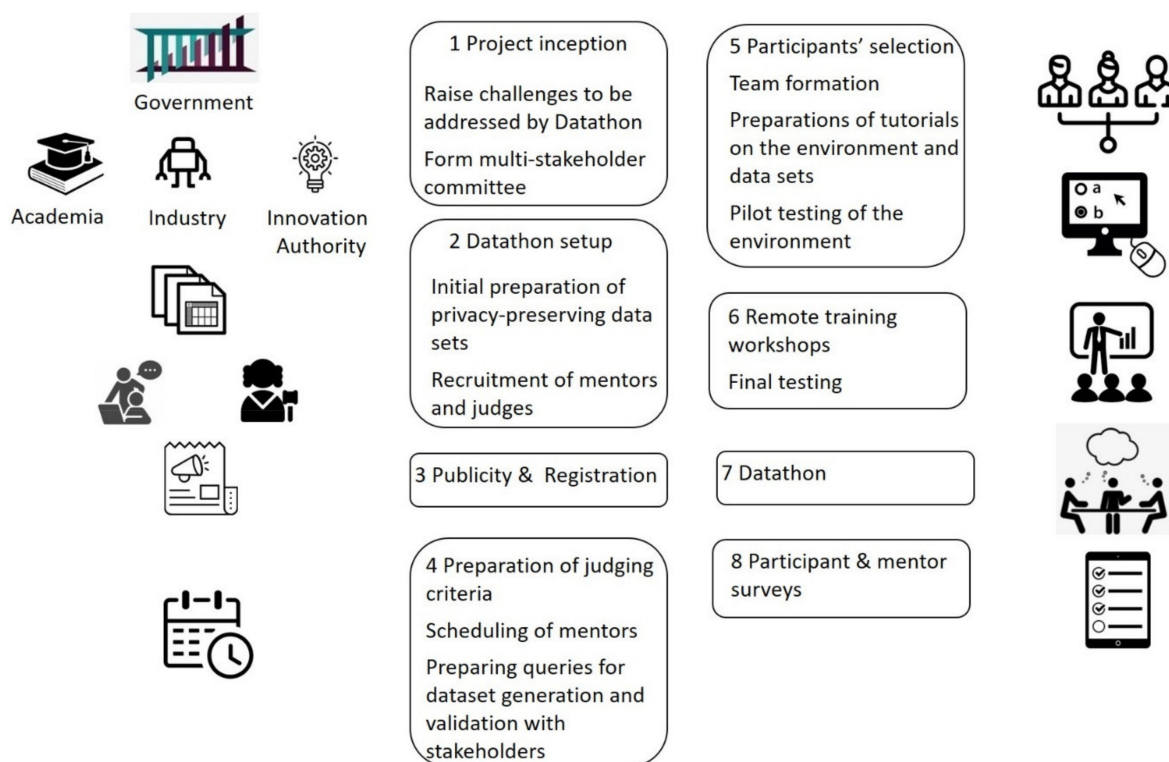 Government
Academia
Industry
Innovation
Authority
1 Project inception
Raise challenges to be
addressed by Datathon
Form multi-stakeholder
committee
2 Datathon setup
Initial preparation of
privacy-preserving data
sets
Recruitment of mentors
and judges
3 Publicity & Registration
4 Preparation of judging
criteria
Scheduling of mentors
Preparing queries for
dataset generation and
validation with
stakeholders
5 Participants’ selection
Team formation
Preparations of tutorials
on the environment and
data sets
Pilot testing of the
environment
6 Remote training
workshops
Final testing
7 Datathon
8 Participant & mentor
surveys
a
b